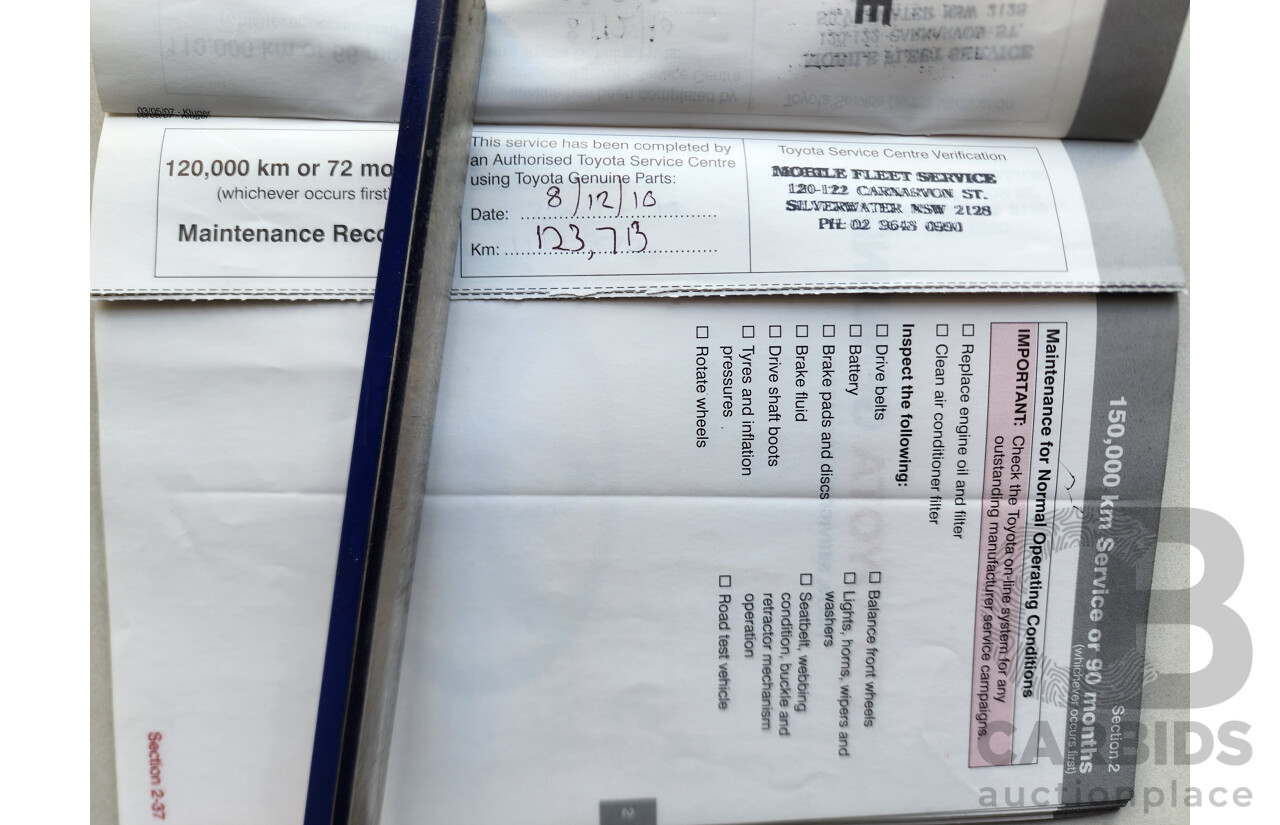 03/05/07 - Kluger
120,000 km or 72 mo
(whichever occurs first)
Maintenance Reco
This service has been completed by
an Authorised Toyota Service Centre
using Toyota Genuine Parts:
Date: 8/12/10
Km: 123,713
Toyota Service Centre Verification
MOBILE FLEET SERVICE
120-122 CARNARVON ST.
SILVERWATER NSW 2128
PH: 02 9648 0990
Section 2
150,000 km Service or 90 months
(whichever occurs first)
Maintenance for Normal Operating Conditions
IMPORTANT: Check the Toyota on-line system for any
outstanding manufacturer service campaigns.
Replace engine oil and filter
Clean air conditioner filter
Inspect the following:
Drive belts
Battery
Brake pads and discs
Brake fluid
Drive shaft boots
Tyres and inflation
pressures
Rotate wheels
Balance front wheels
Lights, horns, wipers and
washers
Seatbelt, webbing
condition, buckle and
retractor mechanism
operation
Road test vehicle
2
Section 2-37
B
CARBIDS
auctionplace